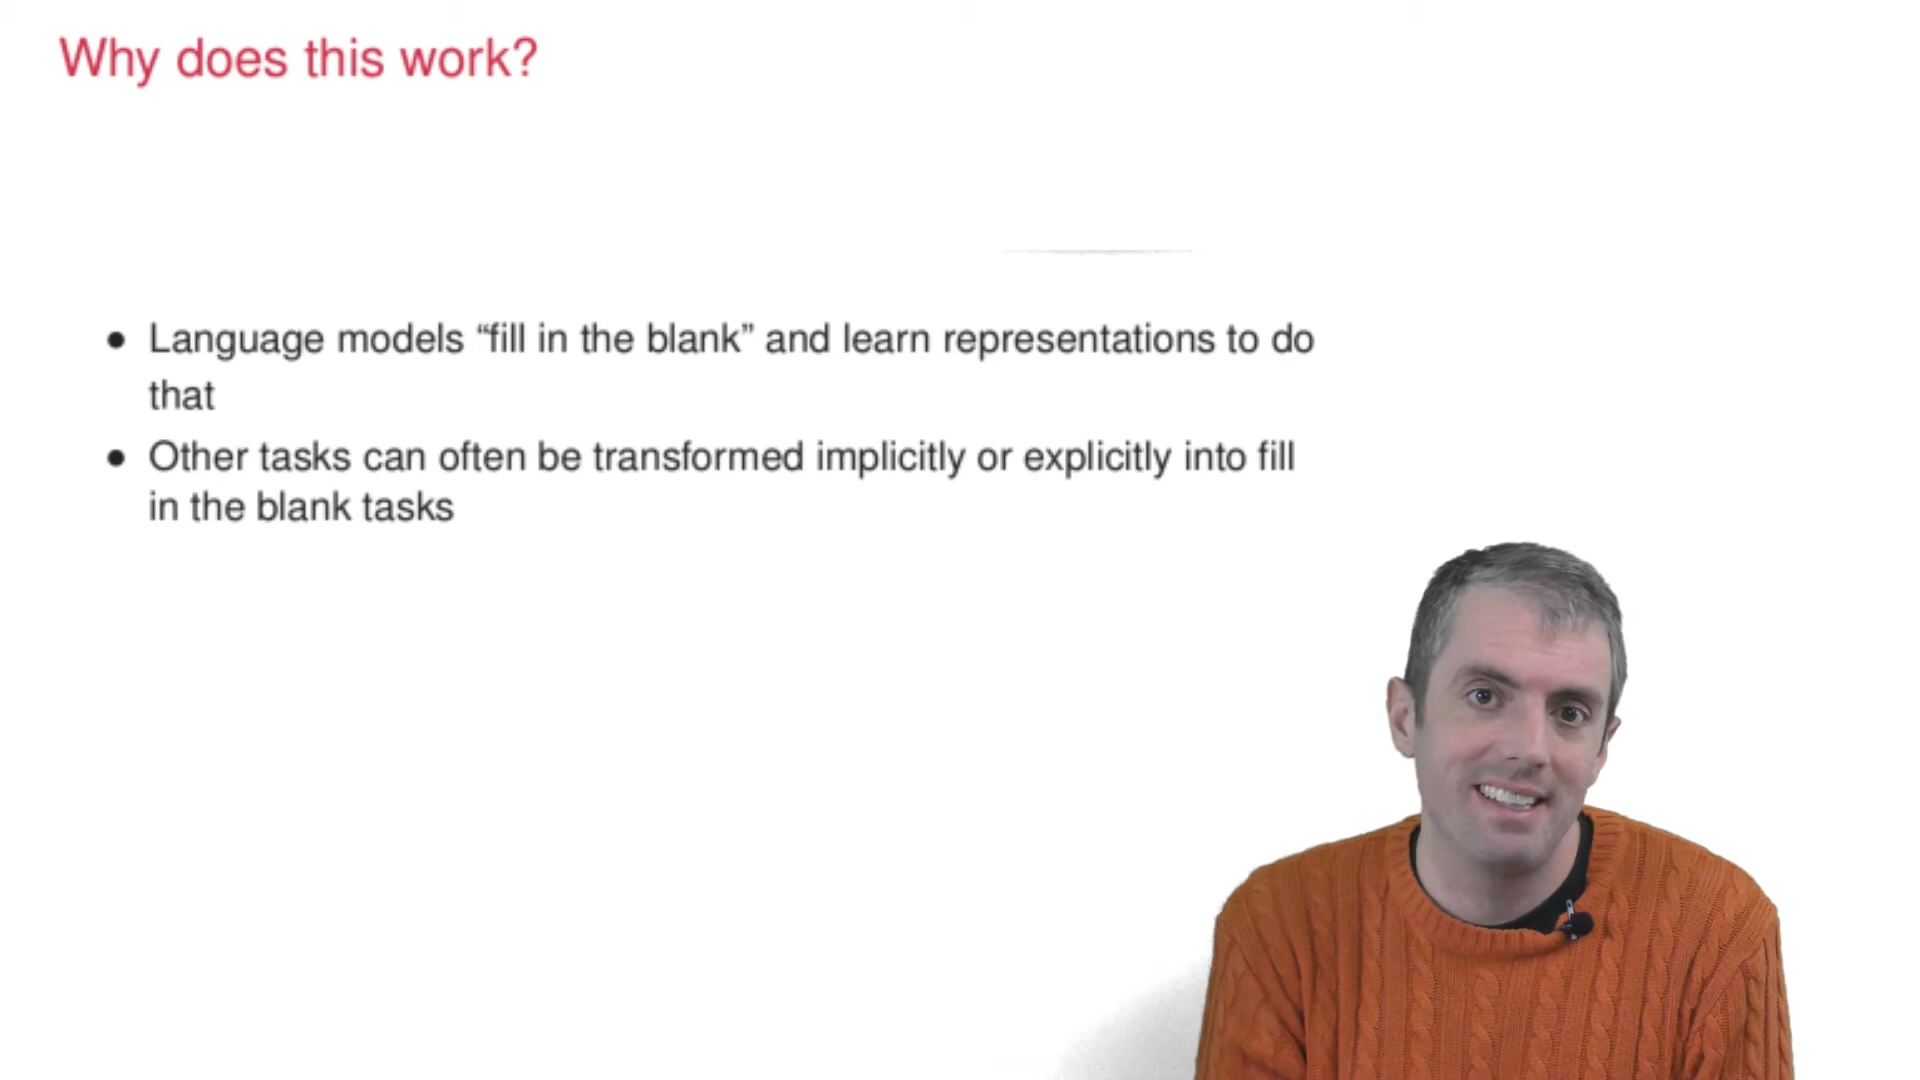 Why does this work?
● Language models “fill in the blank” and learn representations to do
that
● Other tasks can often be transformed implicitly or explicitly into fill
in the blank tasks